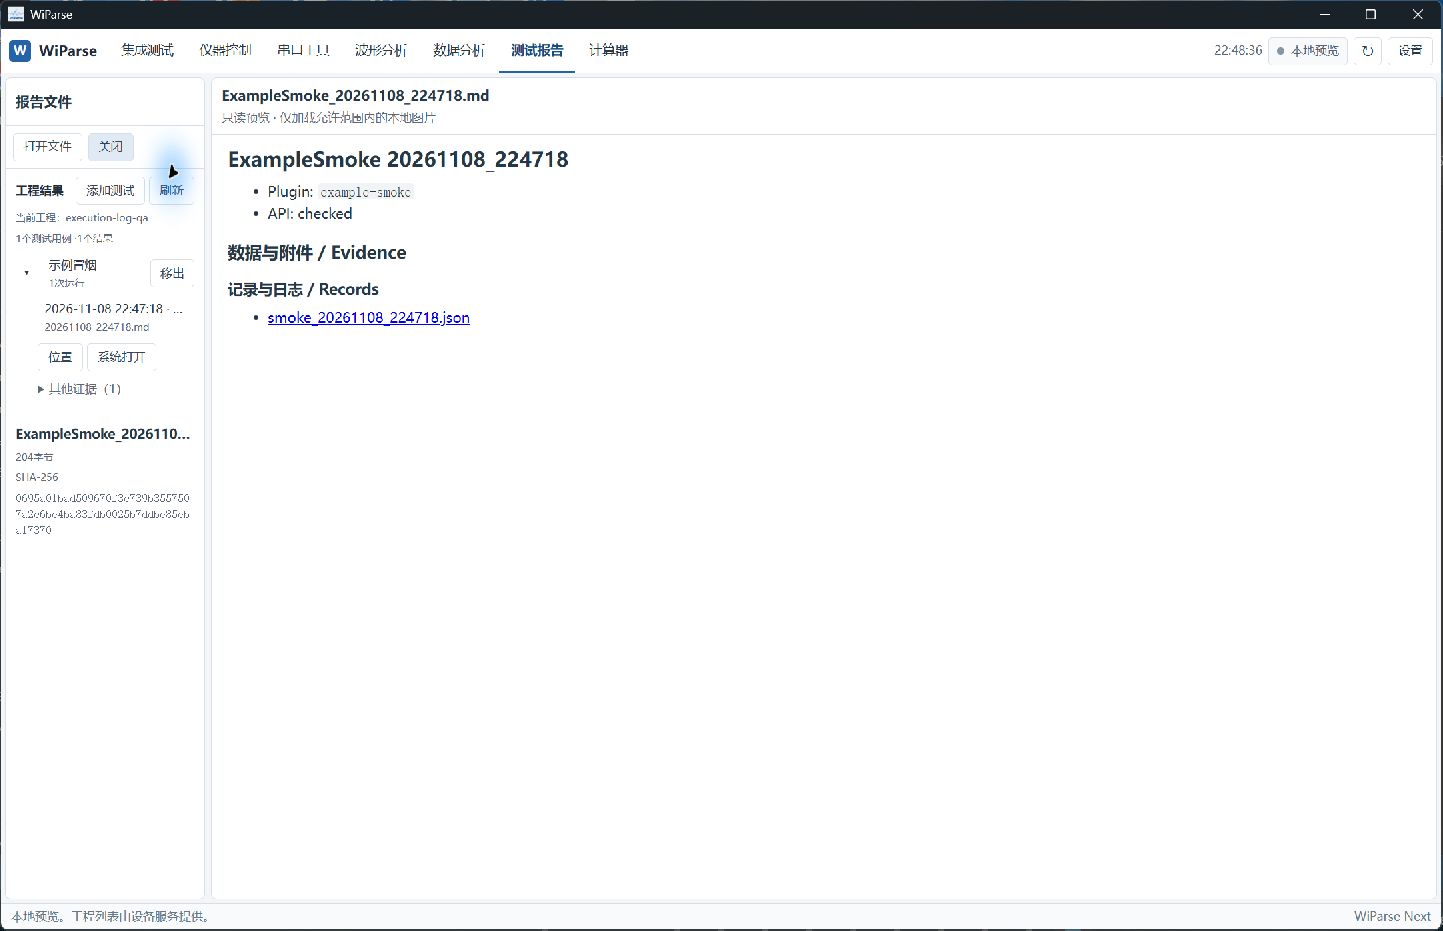 WiParse
W WiParse 集成测试 仪器控制 串口工具 波形分析 数据分析 测试报告 计算器 22:48:36 本地预览 设置
报告文件
打开文件 关闭
工程结果 添加测试 刷新
当前工程：execution-log-qa
1个测试用例 · 1个结果
示例冒烟
1次运行
移出
2026-11-08 22:47:18 - ...
20261108_224718.md
位置 系统打开
其他证据（1）
ExampleSmoke_2026110...
204字节
SHA-256
ExampleSmoke_20261108_224718.md
只读预览 · 仅加载允许范围内的本地图片
ExampleSmoke 20261108_224718
• Plugin: example-smoke
• API: checked
数据与附件 / Evidence
记录与日志 / Records
• smoke_20261108_224718.json
本地预览。工程列表由设备服务提供。
WiParse Next